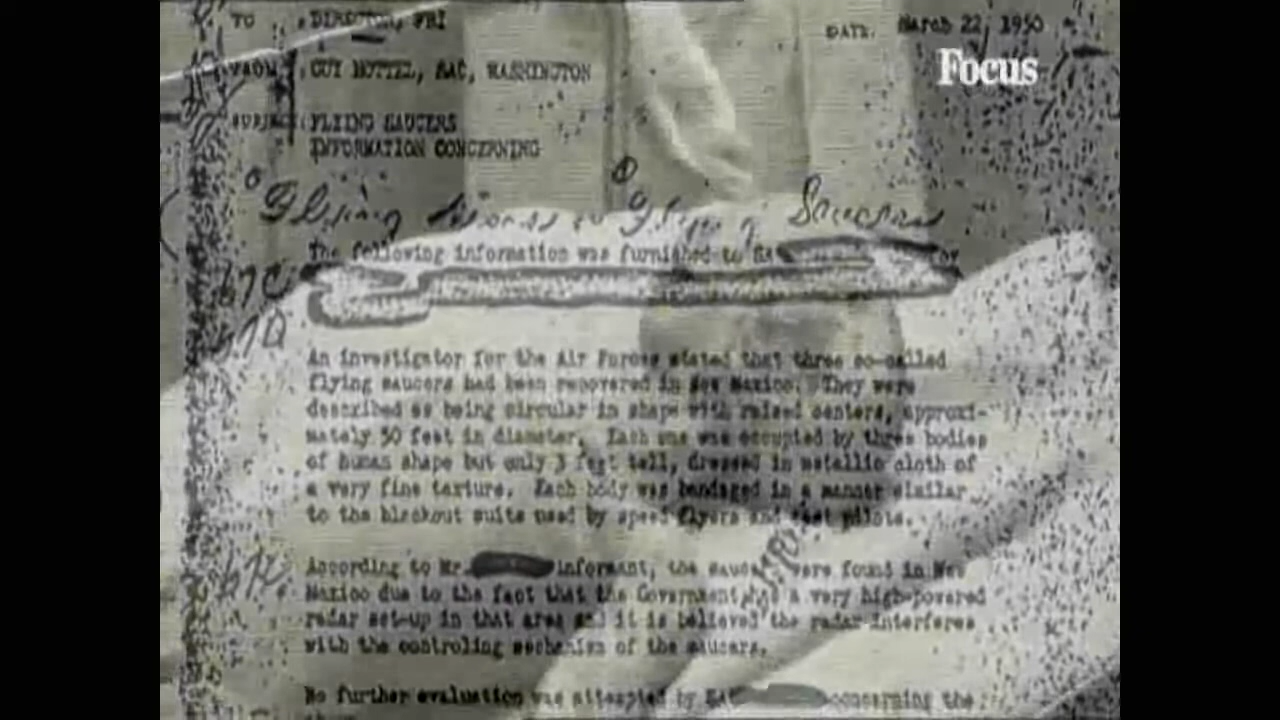 TO DIRECTOR, FBI
DATE: March 22, 1950
Focus
FROM GUY HOTTEL, SAC, WASHINGTON
SUBJECT: FLYING SAUCERS
INFORMATION CONCERNING
Flying Discs or Flying Saucers
The following information was furnished to SA
An investigator for the Air Forces stated that three so-called
flying saucers had been recovered in New Mexico. They were
described as being circular in shape with raised centers, approxi-
mately 50 feet in diameter. Each one was occupied by three bodies
of human shape but only 3 feet tall, dressed in metallic cloth of
a very fine texture. Each body was bandaged in a manner similar
to the blackout suits used by speed flyers and test pilots.
According to Mr. informant, the saucers were found in New
Mexico due to the fact that the Government has a very high-powered
radar set-up in that area and it is believed the radar interferes
with the controling mechanism of the saucers.
No further evaluation was attempted by SA concerning the